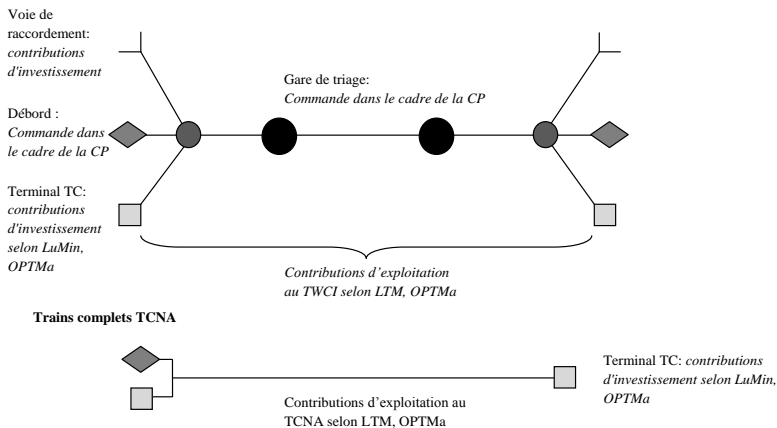 Voie de
raccordement:
contributions
d'investissement
Gare de triage:
Commande dans le cadre de la CP
Débord :
Commande dans
le cadre de la CP
Terminal TC:
contributions
d'investissement
selon LuMin,
OPTMa
Contributions d'exploitation
au TWCI selon LTM, OPTMa
Trains complets TCNA
Terminal TC: contributions
d'investissement selon LuMin,
OPTMa
Contributions d'exploitation au
TCNA selon LTM, OPTMa